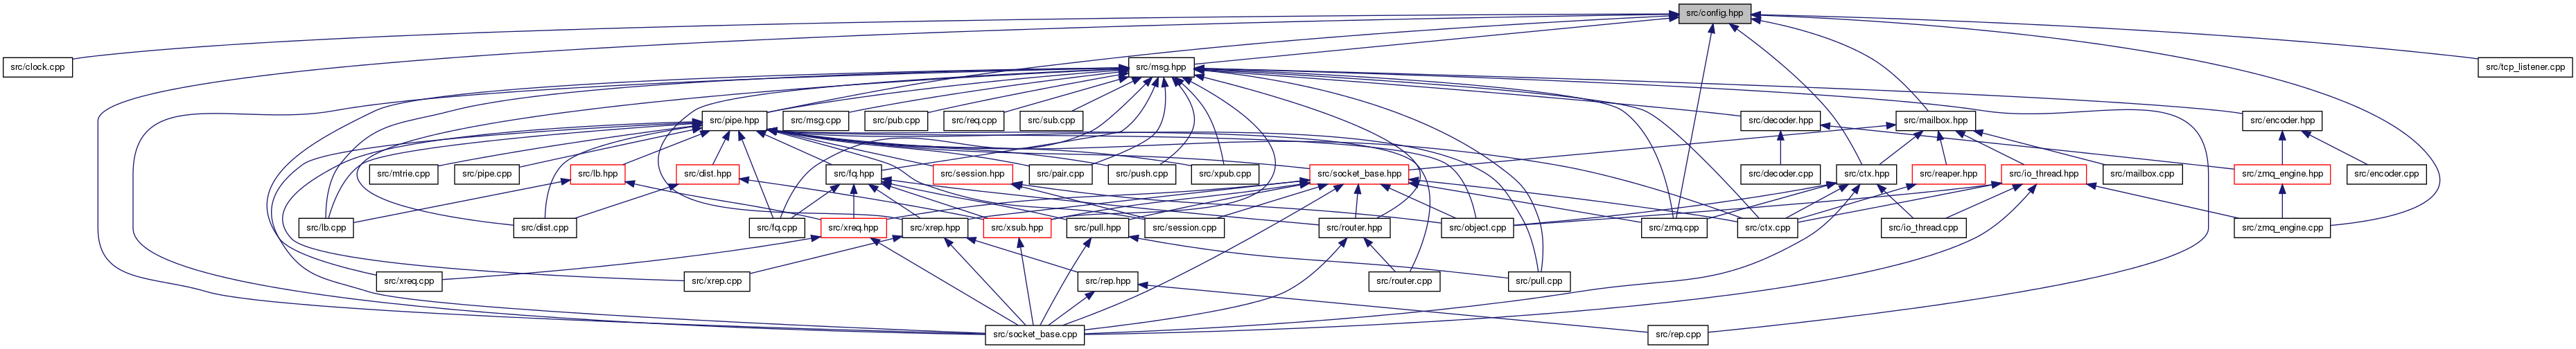 src/config.hpp
src/clock.cpp
src/msg.hpp
src/tcp_listener.cpp
src/pipe.hpp
src/msg.cpp
src/pub.cpp
src/req.cpp
src/sub.cpp
src/decoder.hpp
src/mailbox.hpp
src/encoder.hpp
src/mtrie.cpp
src/pipe.cpp
src/lb.hpp
src/dist.hpp
src/fq.hpp
src/session.hpp
src/pair.cpp
src/push.cpp
src/xpub.cpp
src/socket_base.hpp
src/decoder.cpp
src/ctx.hpp
src/reaper.hpp
src/io_thread.hpp
src/mailbox.cpp
src/zmq_engine.hpp
src/encoder.cpp
src/lb.cpp
src/dist.cpp
src/fq.cpp
src/xreq.hpp
src/xrep.hpp
src/xsub.hpp
src/pull.hpp
src/session.cpp
src/router.hpp
src/object.cpp
src/zmq.cpp
src/ctx.cpp
src/io_thread.cpp
src/zmq_engine.cpp
src/xreq.cpp
src/xrep.cpp
src/rep.hpp
src/router.cpp
src/pull.cpp
src/socket_base.cpp
src/rep.cpp